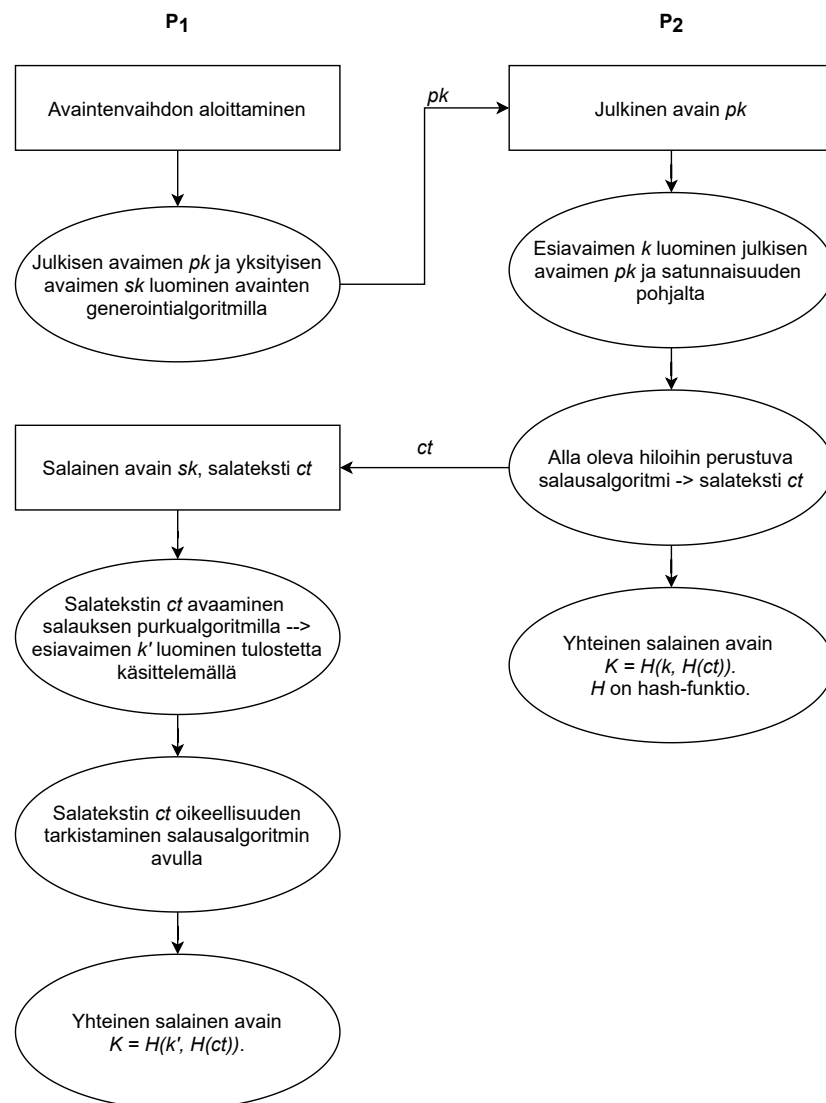 P1
P2
Avaintenvaihdon aloittaminen
pk
Julkinen avain pk
Julkisen avaimen pk ja yksityisen
avaimen sk luominen avainten
generointialgoritmilla
Esiavaimen k luominen julkisen
avaimen pk ja satunnaisuuden
pohjalta
Salainen avain sk, salateksti ct
ct
Alla oleva hiloihin perustuva
salausalgoritmi -> salateksti ct
Salatekstin ct avaaminen
salauksen purkualgoritmilla -->
esiavaimen k' luominen tulostetta
käsittelemällä
Yhteinen salainen avain
K = H(k, H(ct)).
H on hash-funktio.
Salatekstin ct oikeellisuuden
tarkistaminen salausalgoritmin
avulla
Yhteinen salainen avain
K = H(k', H(ct)).